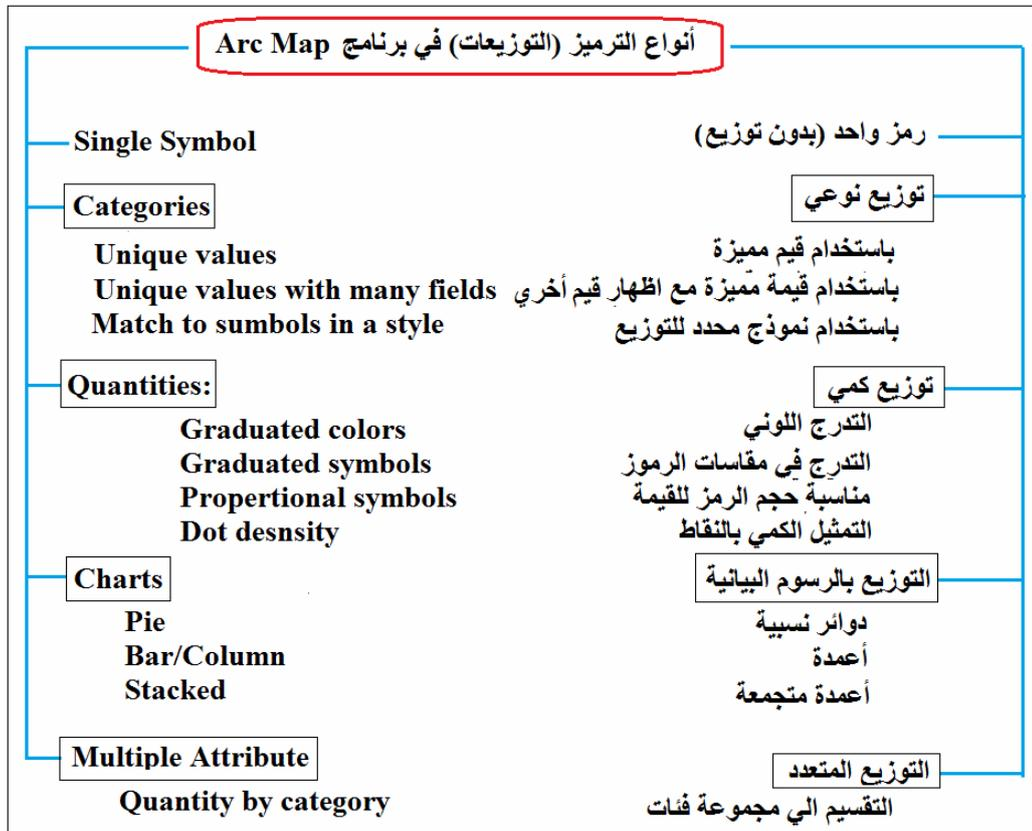 أنواع الترميز (التوزيعات) في برنامج Arc Map
Single Symbol
رمز واحد (بدون توزيع)
Categories
توزيع نوعي
Unique values
باستخدام قيم مميزة
Unique values with many fields
باستخدام قيمة مميزة مع اظهار قيم أخري
Match to sumbols in a style
باستخدام نموذج محدد للتوزيع
Quantities:
توزيع كمي
Graduated colors
التدرج اللوني
Graduated symbols
التدرج في مقاسات الرموز
Propertional symbols
مناسبة حجم الرمز للقيمة
Dot desnsity
التمثيل الكمي بالنقاط
Charts
التوزيع بالرسوم البيانية
Pie
دوائر نسبية
Bar/Column
أعمدة
Stacked
أعمدة متجمعة
Multiple Attribute
التوزيع المتعدد
Quantity by category
التقسيم الي مجموعة فئات